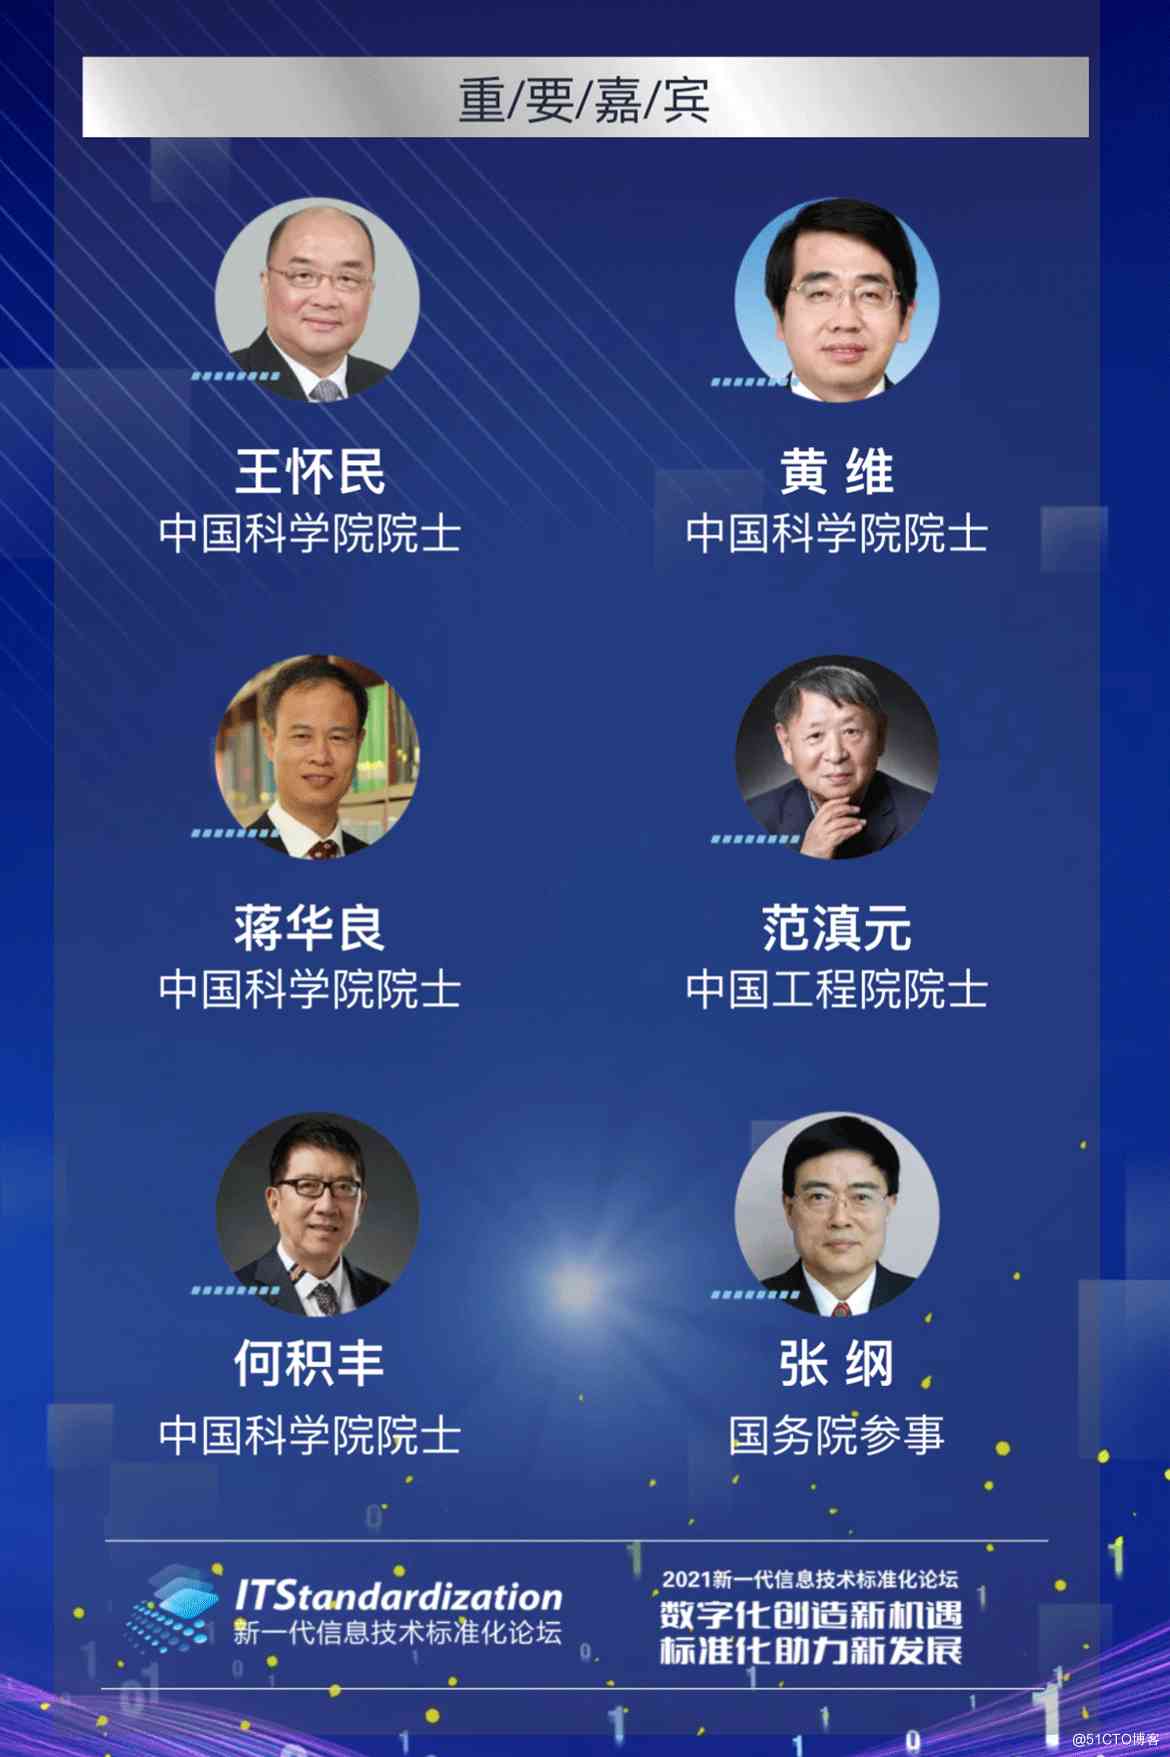 重/要/嘉/宾
王怀民
黄 维
中国科学院院士
中国科学院院士
蒋华良
范滇元
中国科学院院士
中国工程院院士
何积丰
张 纲
中国科学院院士
国务院参事
ITStandardization
新一代信息技术标准化论坛
2021新一代信息技术标准化论坛
数字化创造新机遇
标准化助力新发展
@51CTO博客